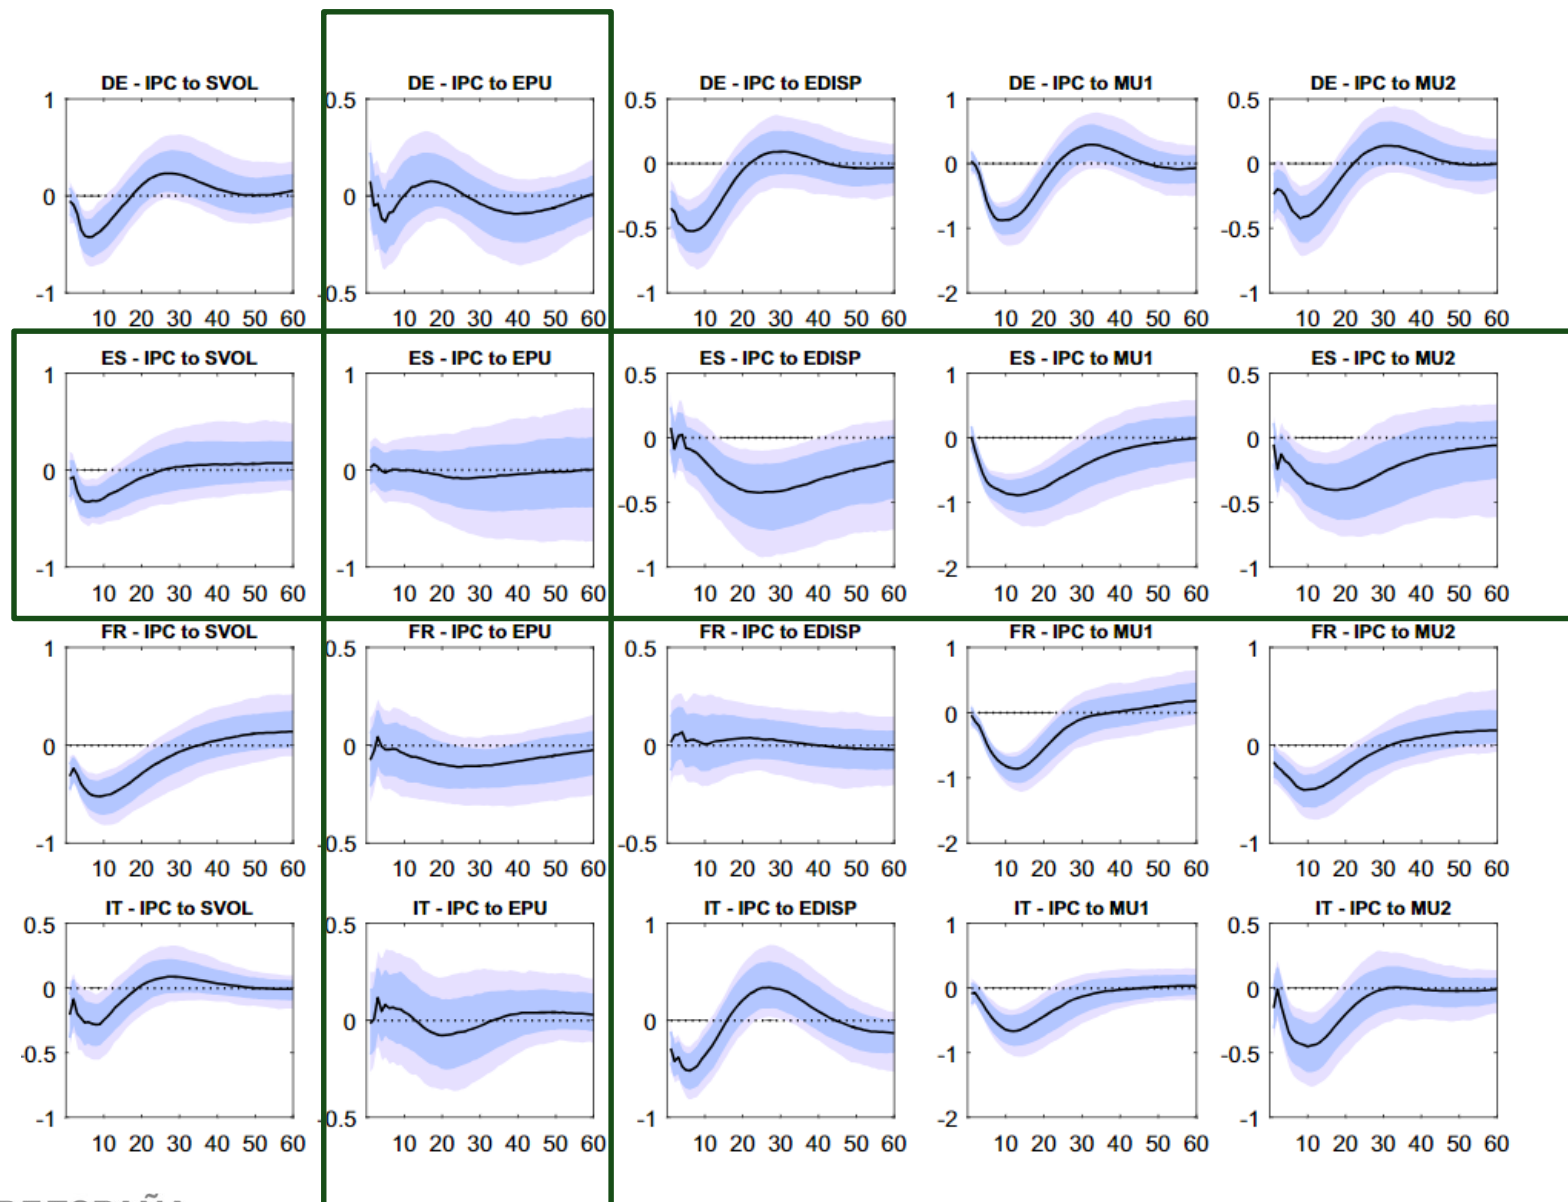 DE - IPC to SVOL DE - IPC to EPU DE - IPC to EDISP DE - IPC to MU1 DE - IPC to MU2
1 0.5 0.5 1 0.5
0 0 0 0 0
-0.5 -1 -0.5
-1 0.5 -1 -2 -1
10 20 30 40 50 60 10 20 30 40 50 60 10 20 30 40 50 60 10 20 30 40 50 60 10 20 30 40 50 60
ES - IPC to SVOL ES - IPC to EPU ES - IPC to EDISP ES - IPC to MU1 ES - IPC to MU2
1 1 0.5 1 0.5
0 0 0 0 0
-0.5 -1 -0.5
-1 -1 -1 -2 -1
10 20 30 40 50 60 10 20 30 40 50 60 10 20 30 40 50 60 10 20 30 40 50 60 10 20 30 40 50 60
FR - IPC to SVOL FR - IPC to EPU FR - IPC to EDISP FR - IPC to MU1 FR - IPC to MU2
1 0.5 0.5 1 1
0 0 0 0 0
-1
-1 0.5 -0.5 -2 -1
10 20 30 40 50 60 10 20 30 40 50 60 10 20 30 40 50 60 10 20 30 40 50 60 10 20 30 40 50 60
IT - IPC to SVOL IT - IPC to EPU IT - IPC to EDISP IT - IPC to MU1 IT - IPC to MU2
0.5 0.5 1 1 0.5
0 0 0 0 0
-0.5 -1 -0.5
-1 0.5 -1 -2 -1
10 20 30 40 50 60 10 20 30 40 50 60 10 20 30 40 50 60 10 20 30 40 50 60 10 20 30 40 50 60